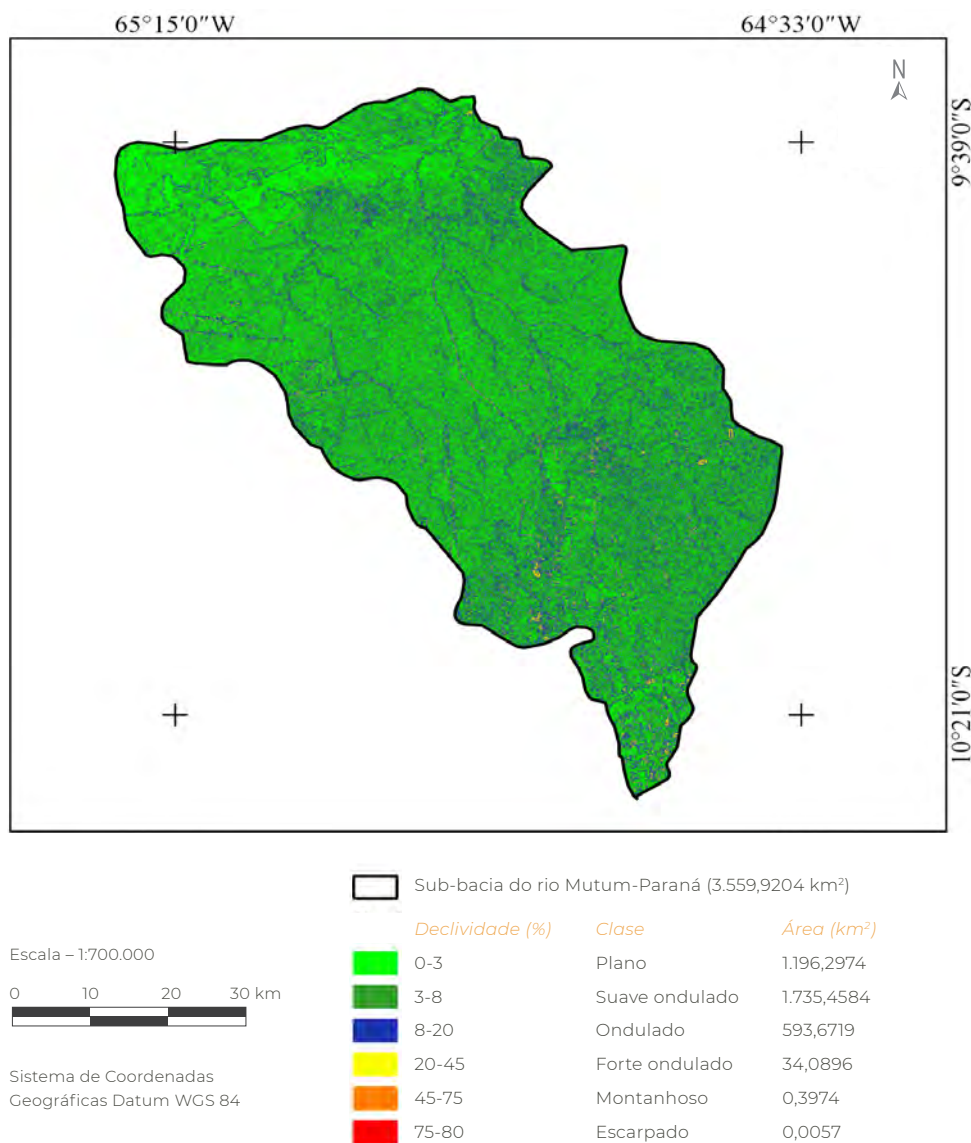 65°15'0"W 64°33'0"W
N
9°39'0"S
10°21'0"S
Sub-bacia do rio Mutum-Paraná (3.559,9204 km²)
Declividade (%) Clase Área (km²)
Escala – 1:700.000
0-3 Plano 1.196,2974
0 10 20 30 km
3-8 Suave ondulado 1.735,4584
8-20 Ondulado 593,6719
20-45 Forte ondulado 34,0896
Sistema de Coordenadas
Geográficas Datum WGS 84
45-75 Montanhoso 0,3974
75-80 Escarpado 0,0057